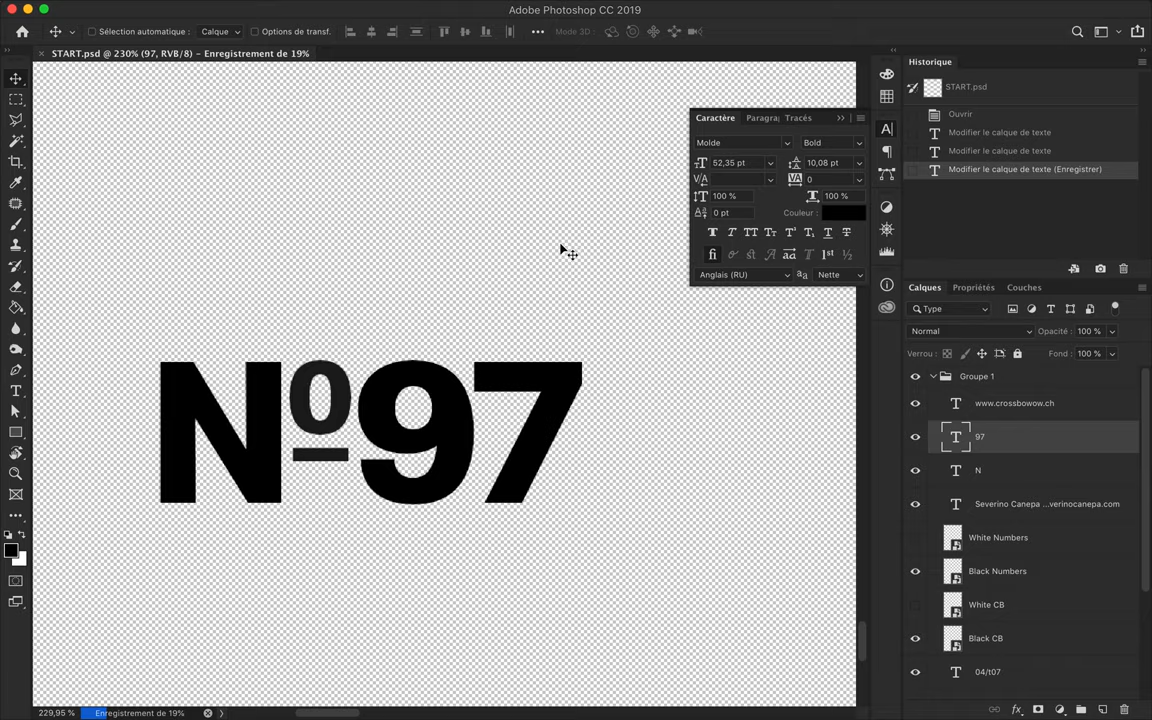 Adobe Photoshop CC 2019
Sélection automatique :
Calque
Options de transf.
Mode 3D :
START.psd @ 230% (97, RVB/8) – Enregistrement de 19%
Historique
START.psd
Ouvrir
Modifier le calque de texte
Modifier le calque de texte
Modifier le calque de texte (Enregistrer)
Caractère
Paragra
Tracés
Molde
Bold
52,35 pt
10,08 pt
0
100 %
100 %
0 pt
Couleur :
Anglais (RU)
Nette
Nº97
Calques
Propriétés
Couches
Type
Normal
Opacité : 100 %
Verrou :
Fond : 100 %
Groupe 1
www.crossbowow.ch
97
N
Severino Canepa ...verinocanepa.com
White Numbers
Black Numbers
White CB
Black CB
04/t07
229,95 %
Enregistrement de 19%